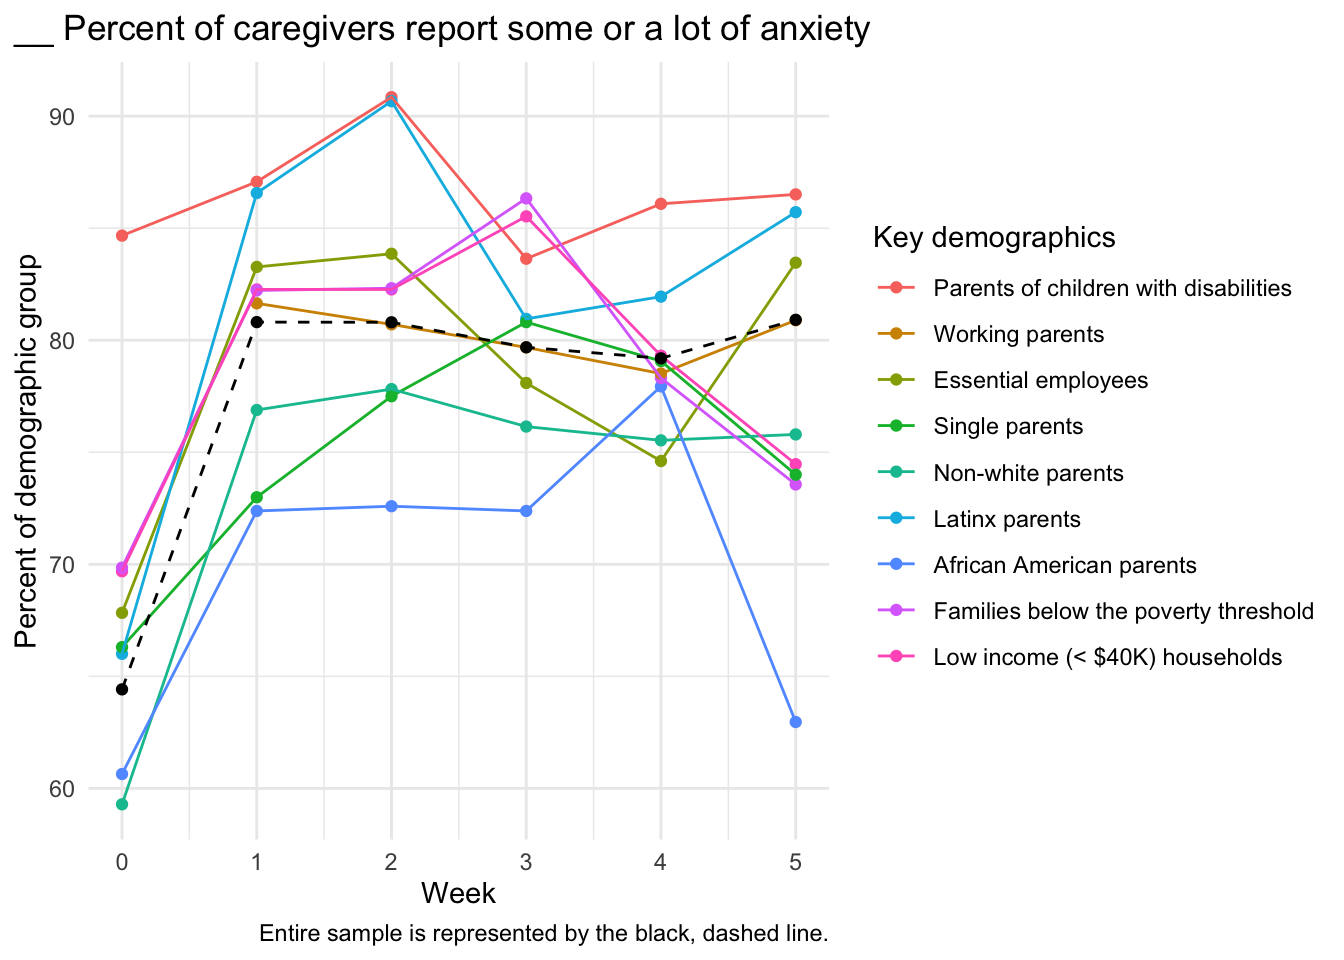 __ Percent of caregivers report some or a lot of anxiety
Percent of demographic group
90
80
70
60
0 1 2 3 4 5
Week
Entire sample is represented by the black, dashed line.
Key demographics
Parents of children with disabilities
Working parents
Essential employees
Single parents
Non-white parents
Latinx parents
African American parents
Families below the poverty threshold
Low income (< $40K) households